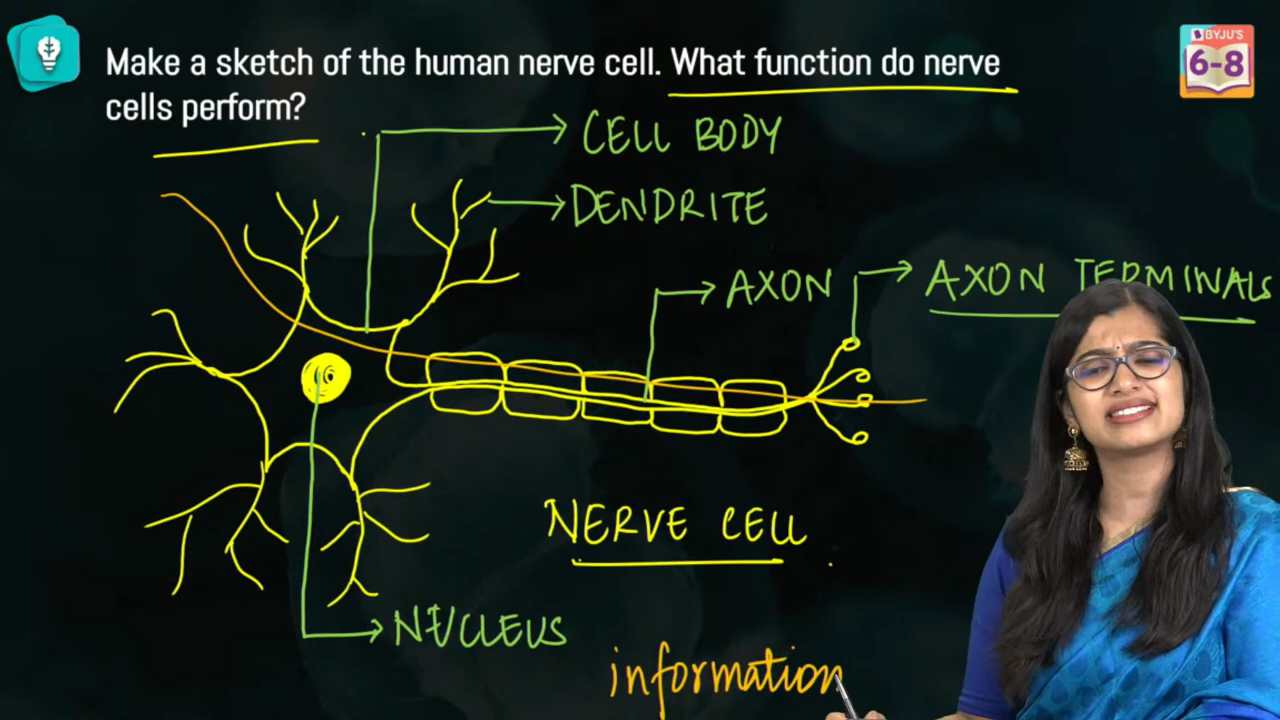 Make a sketch of the human nerve cell. What function do nerve
cells perform?
BYJU'S
6-8
CELL BODY
DENDRITE
AXON
AXON TERMINALS
NERVE CELL
NUCLEUS
information